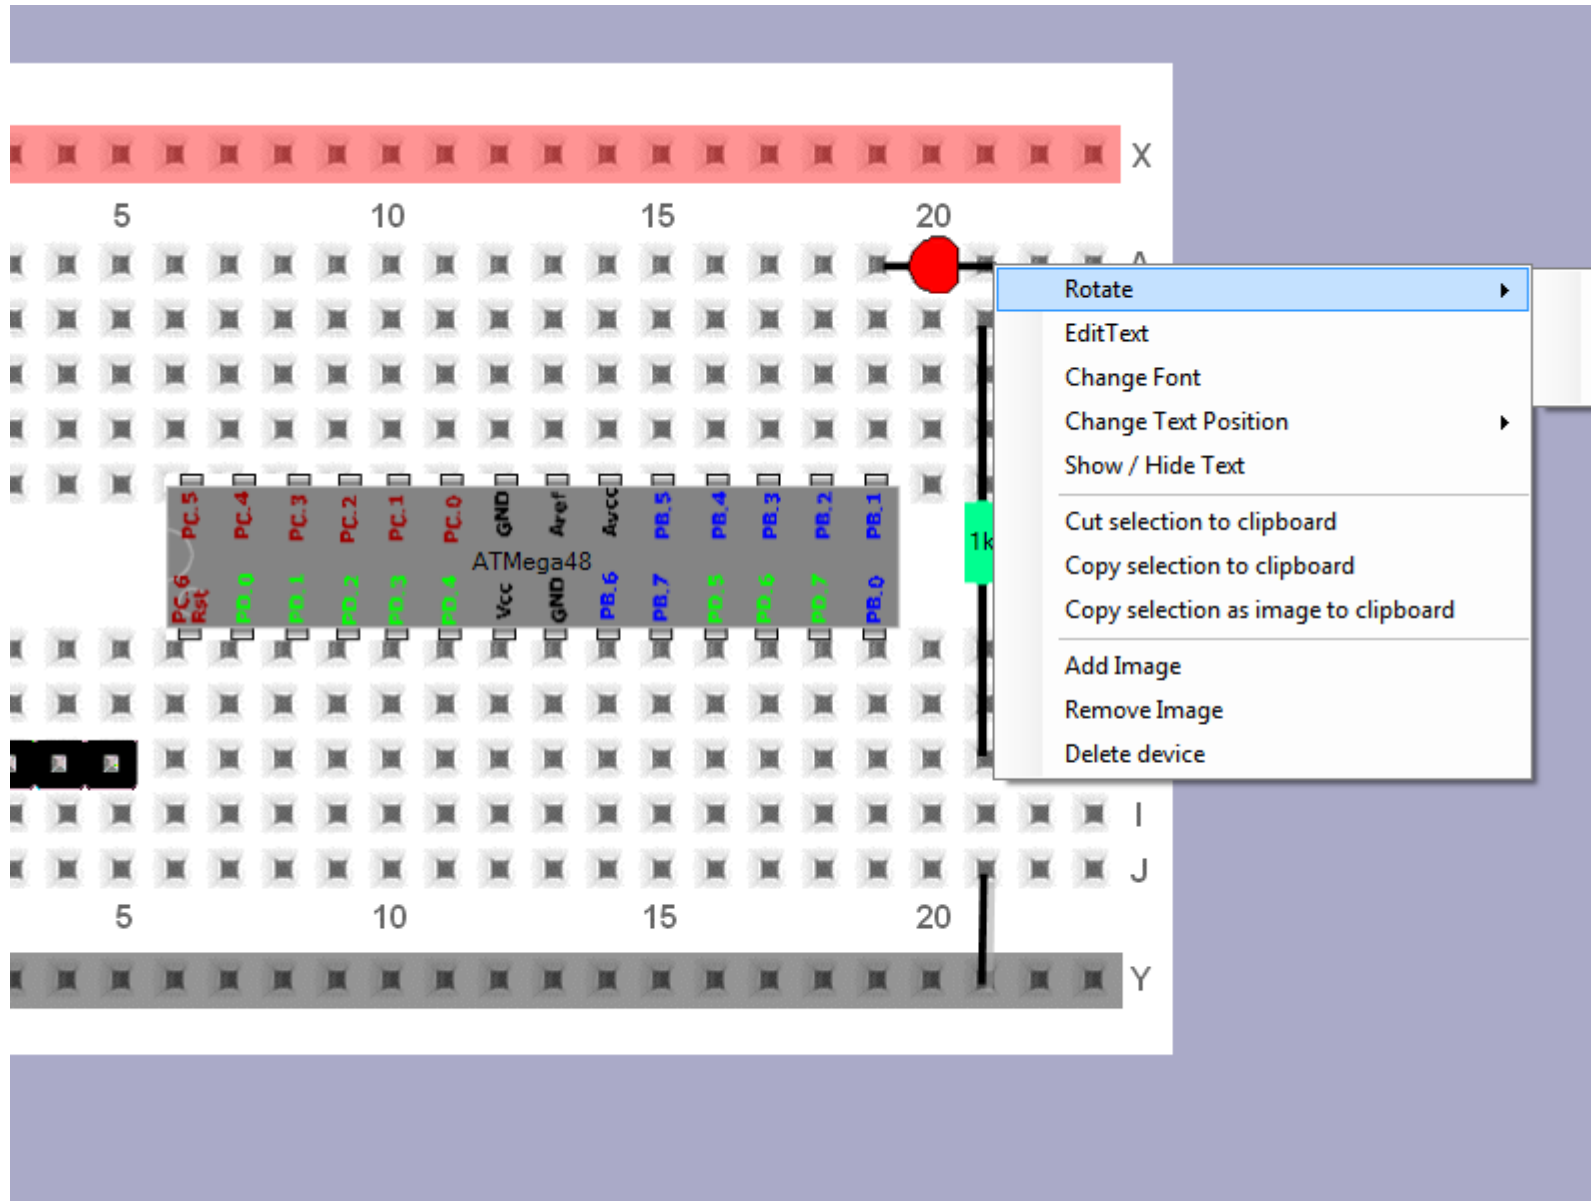 X
5 10 15 20
A
Rotate
EditText
Change Font
Change Text Position
Show / Hide Text
Cut selection to clipboard
Copy selection to clipboard
Copy selection as image to clipboard
Add Image
Remove Image
Delete device
PC.5 PC.4 PC.3 PC.2 PC.1 PC.0 GND Aref Avcc PB.5 PB.4 PB.3 PB.2 PB.1
ATMega48
PC.6 Rst PD.0 PD.1 PD.2 PD.3 PD.4 Vcc GND PB.6 PB.7 PD.5 PD.6 PD.7 PB.0
1k
I
J
5 10 15 20
Y